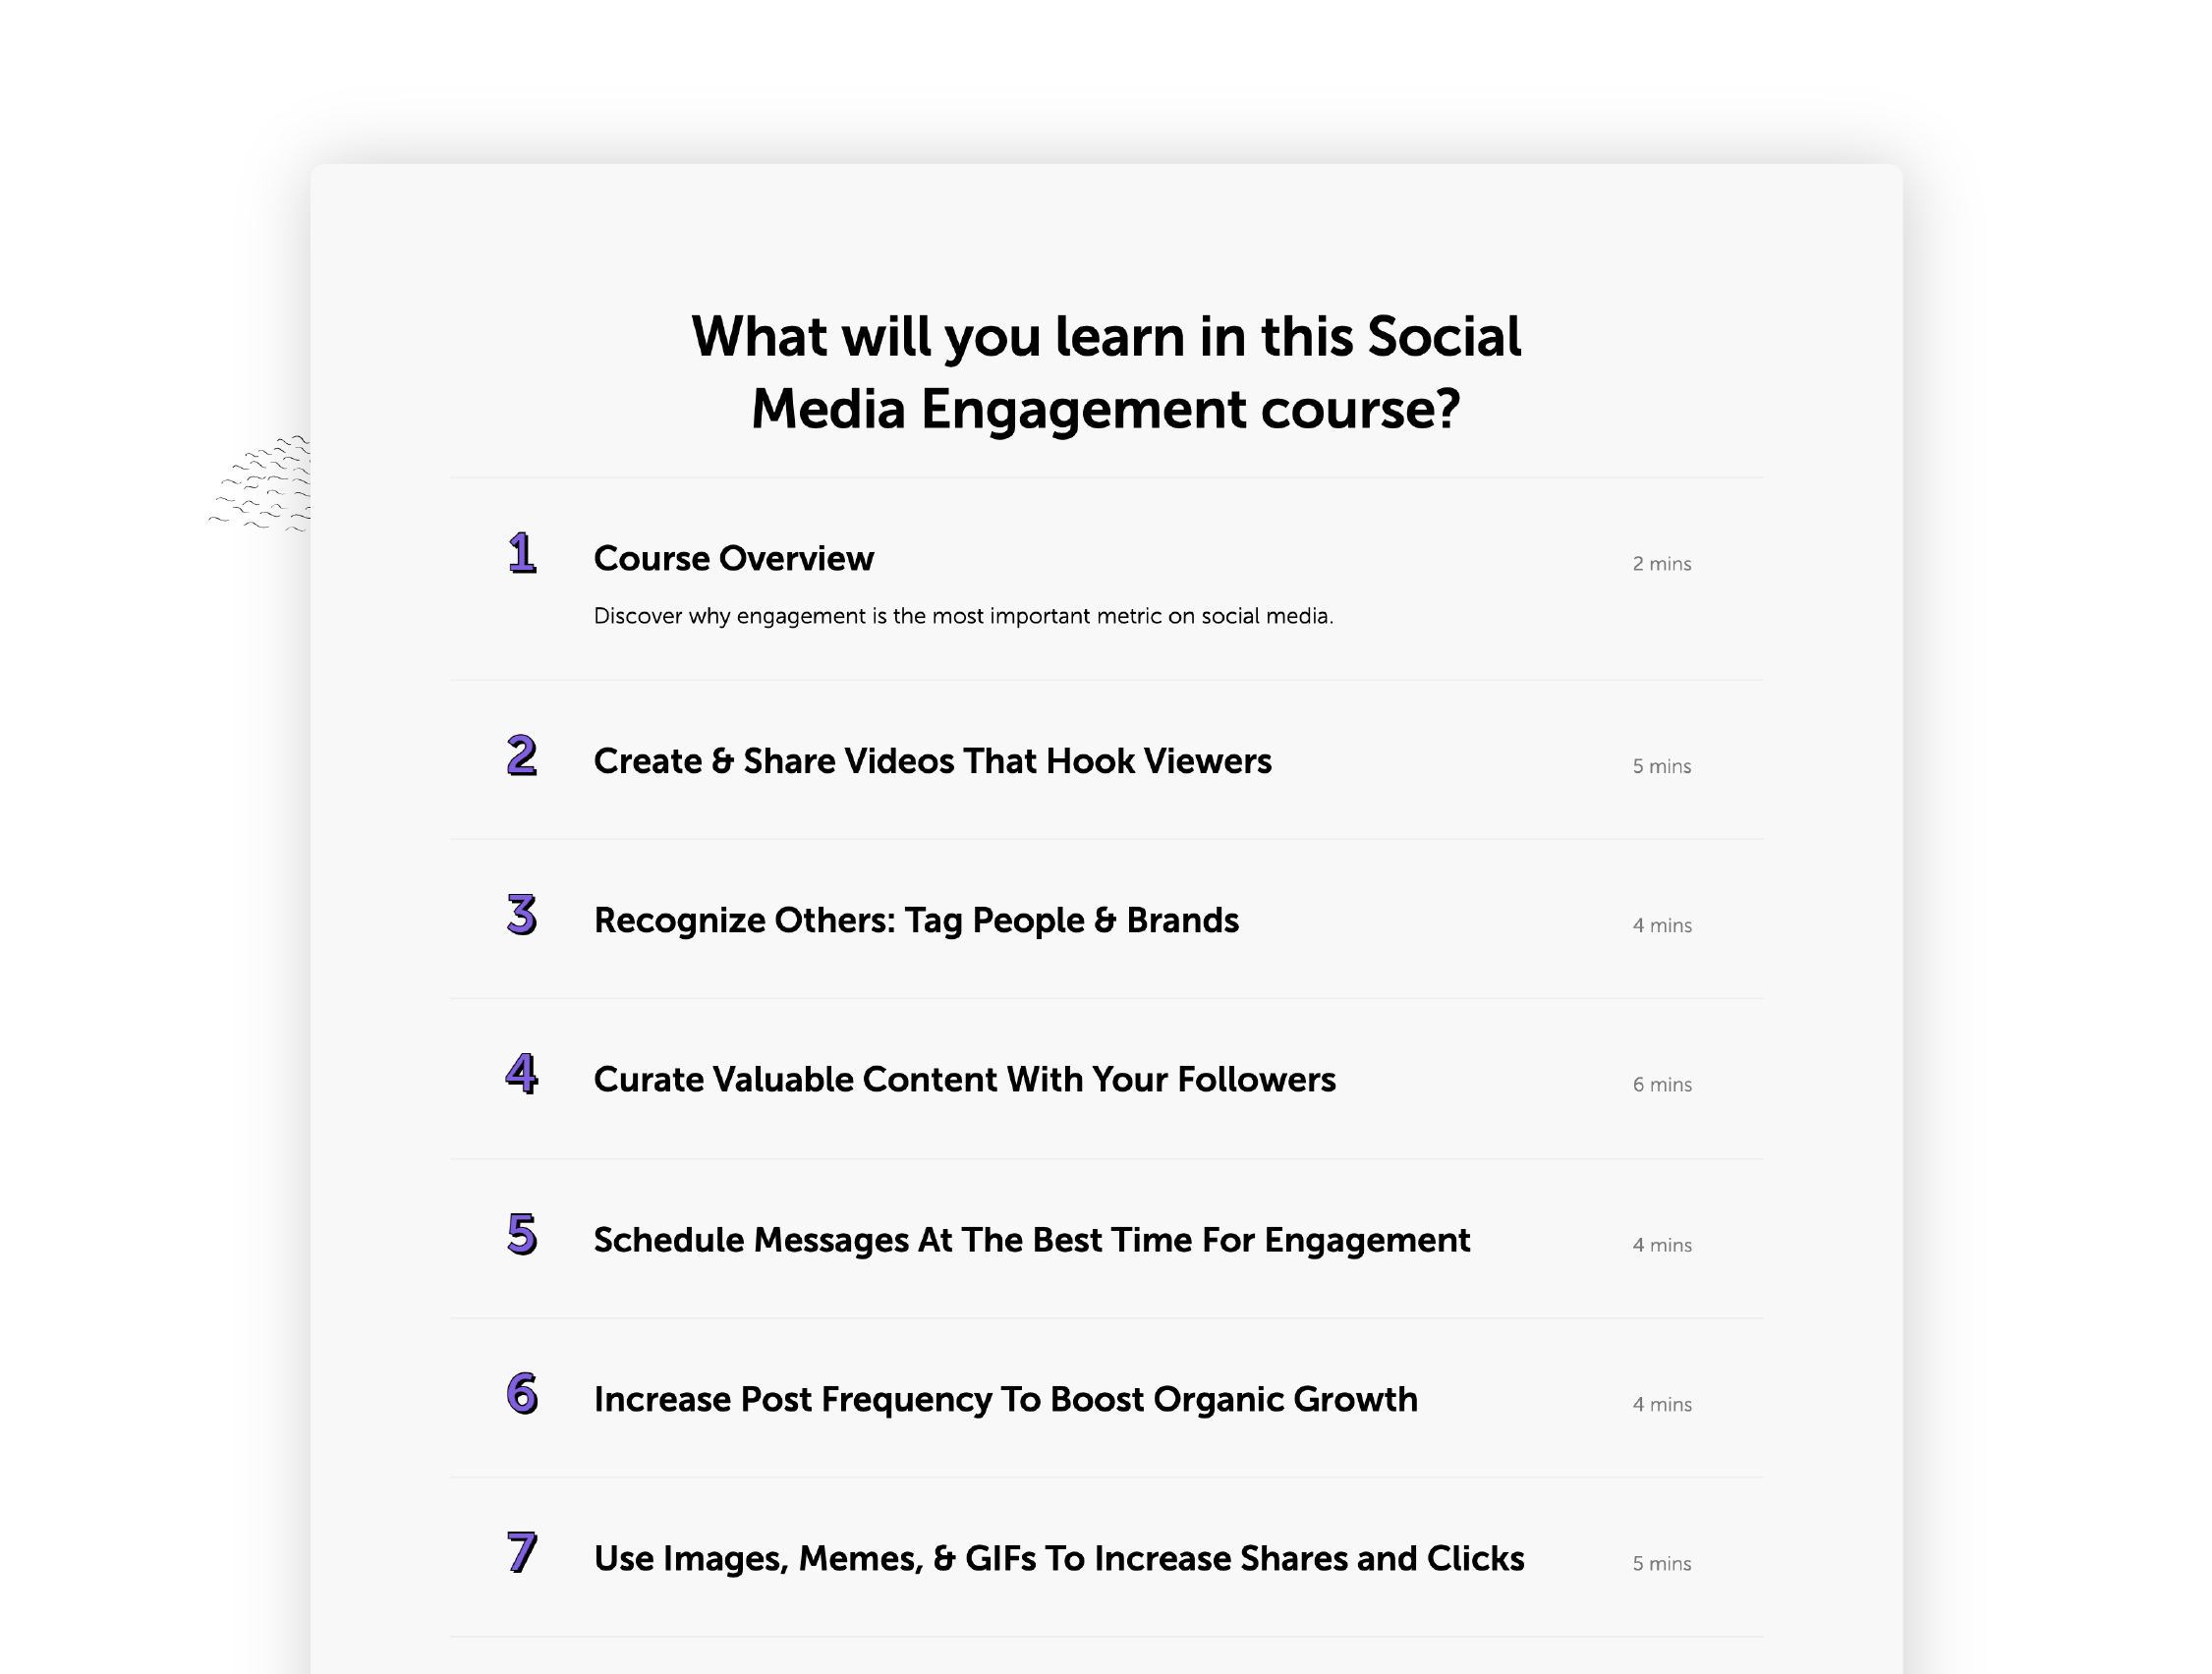 What will you learn in this Social
Media Engagement course?
1 Course Overview 2 mins
Discover why engagement is the most important metric on social media.
2 Create & Share Videos That Hook Viewers 5 mins
3 Recognize Others: Tag People & Brands 4 mins
4 Curate Valuable Content With Your Followers 6 mins
5 Schedule Messages At The Best Time For Engagement 4 mins
6 Increase Post Frequency To Boost Organic Growth 4 mins
7 Use Images, Memes, & GIFs To Increase Shares and Clicks 5 mins